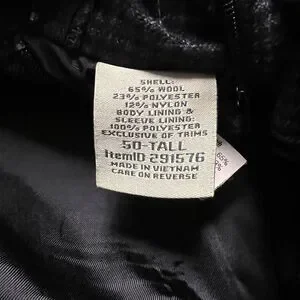 SHELL:
65% WOOL
23% POLYESTER
12% NYLON
BODY LINING &
SLEEVE LINING:
100% POLYESTER
EXCLUSIVE OF TRIMS
50-TALL
ItemID-291576
MADE IN VIETNAM
CARE ON REVERSE
65%